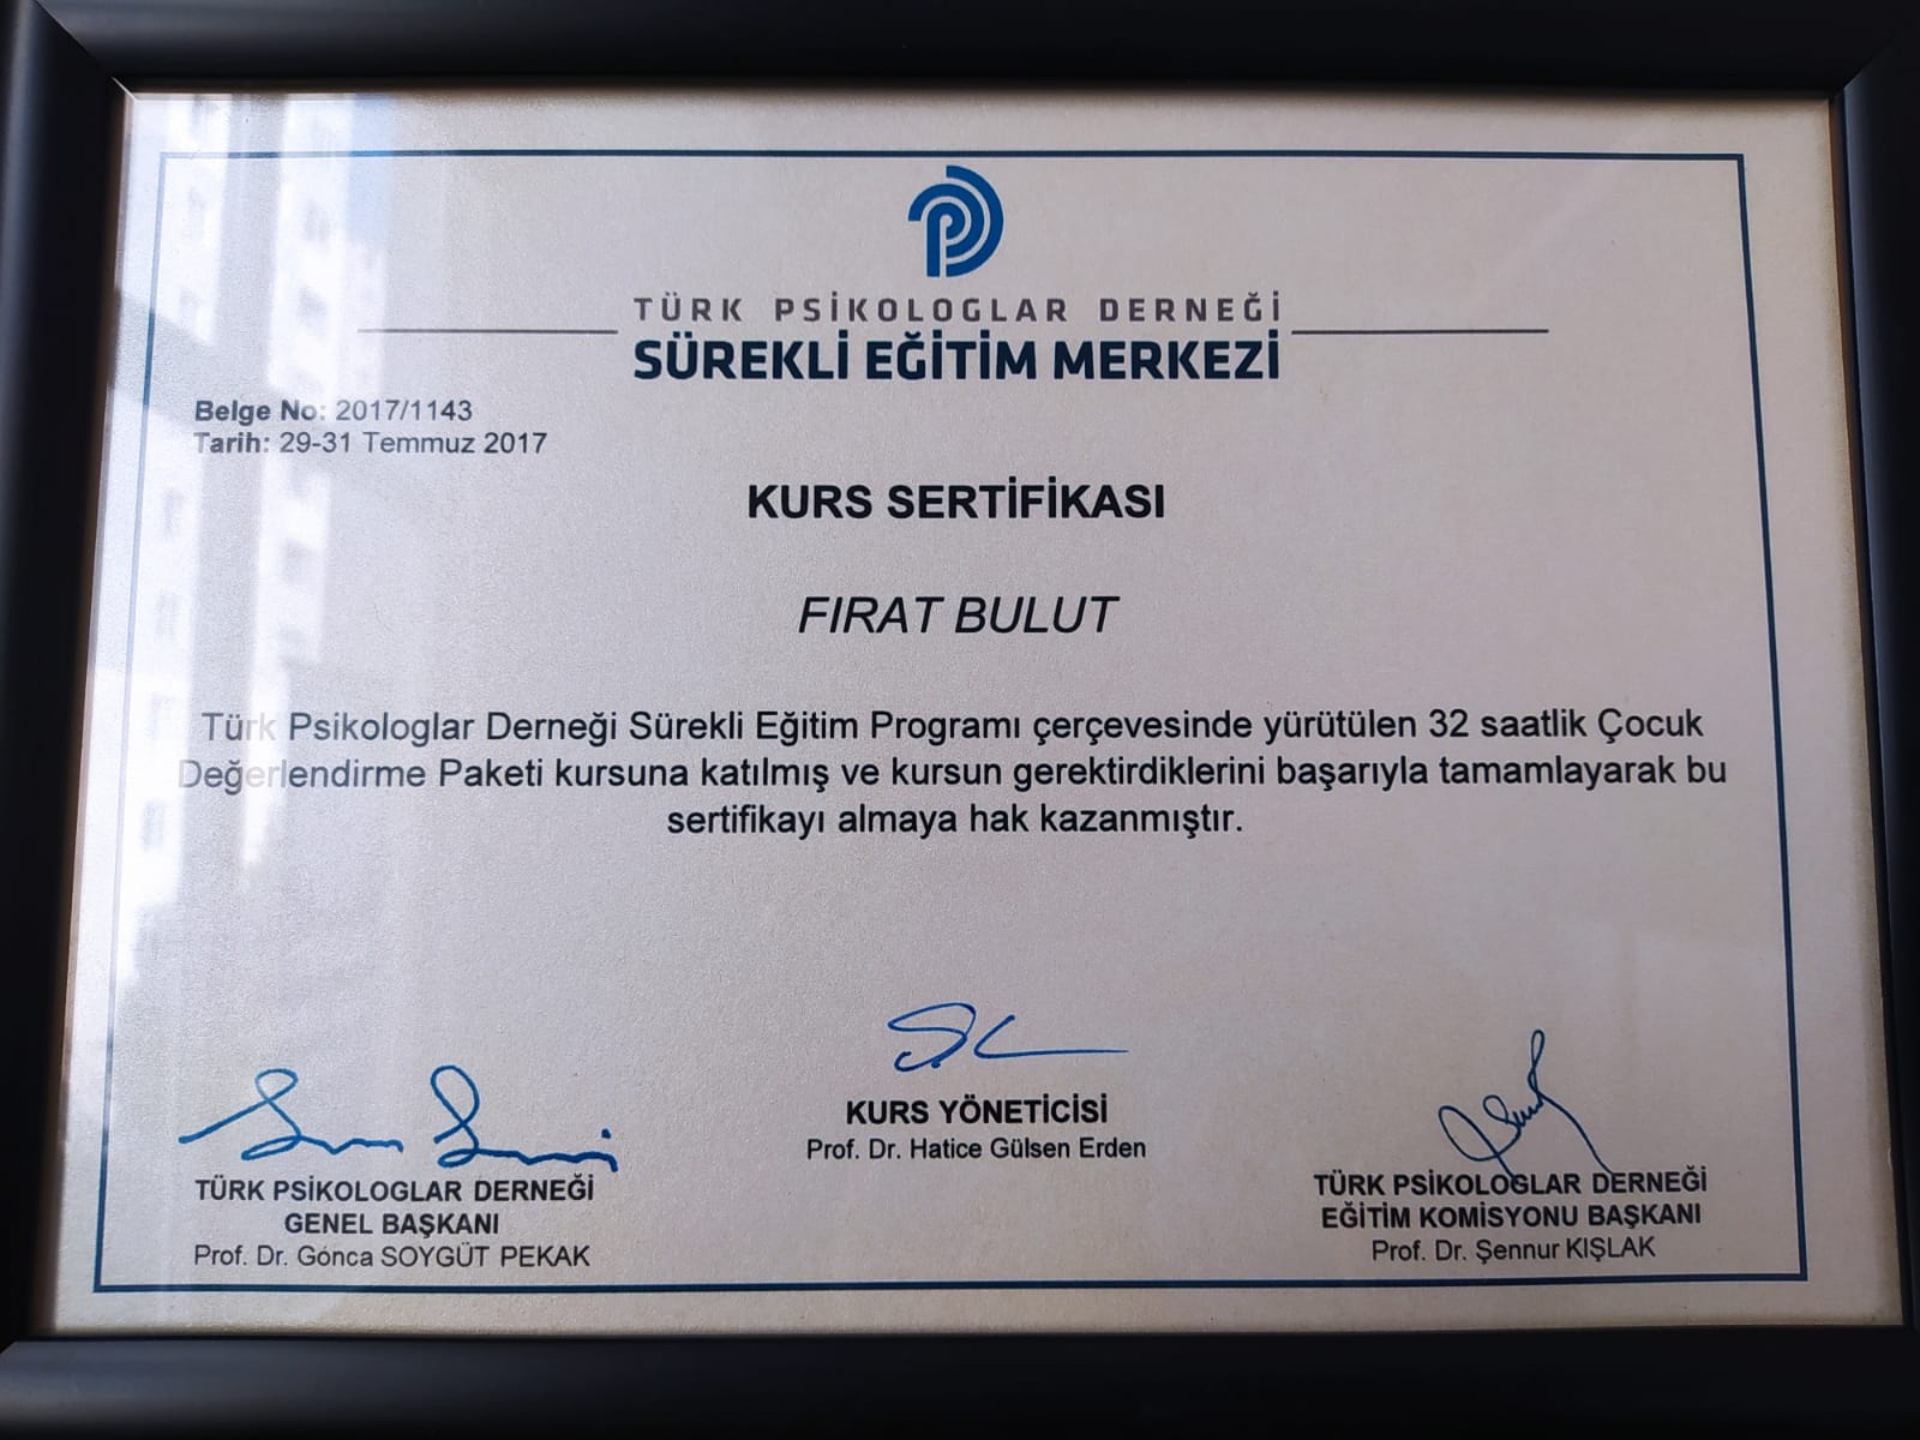 TÜRK PSİKOLOGLAR DERNEĞİ
SÜREKLİ EĞİTİM MERKEZİ
Belge No: 2017/1143
Tarih: 29-31 Temmuz 2017
KURS SERTİFİKASI
FIRAT BULUT
Türk Psikologlar Derneği Sürekli Eğitim Programı çerçevesinde yürütülen 32 saatlik Çocuk
Değerlendirme Paketi kursuna katılmış ve kursun gerektirdiklerini başarıyla tamamlayarak bu
sertifikayı almaya hak kazanmıştır.
TÜRK PSİKOLOGLAR DERNEĞİ
GENEL BAŞKANI
Prof. Dr. Gonca SOYGÜT PEKAK
KURS YÖNETİCİSİ
Prof. Dr. Hatice Gülsen Erden
TÜRK PSİKOLOGLAR DERNEĞİ
EĞİTİM KOMİSYONU BAŞKANI
Prof. Dr. Şennur KIŞLAK